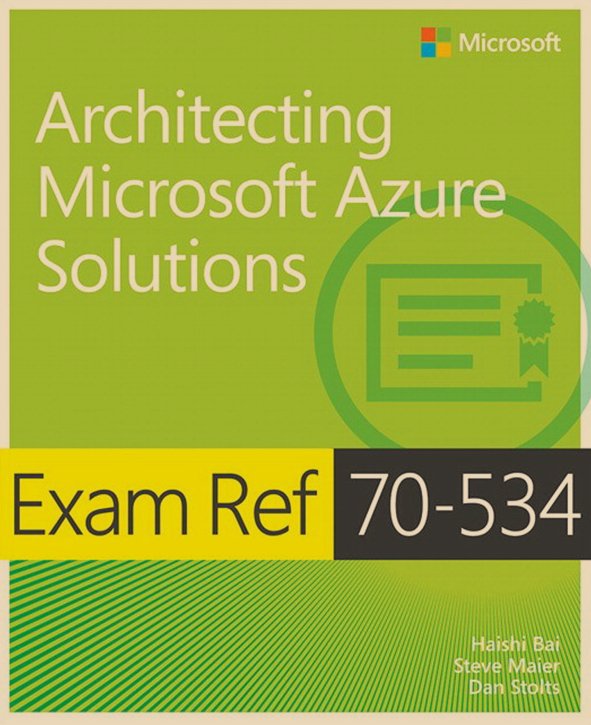 Microsoft
Architecting
Microsoft Azure
Solutions
Exam Ref 70-534
Haishi Bai
Steve Maier
Dan Stolts